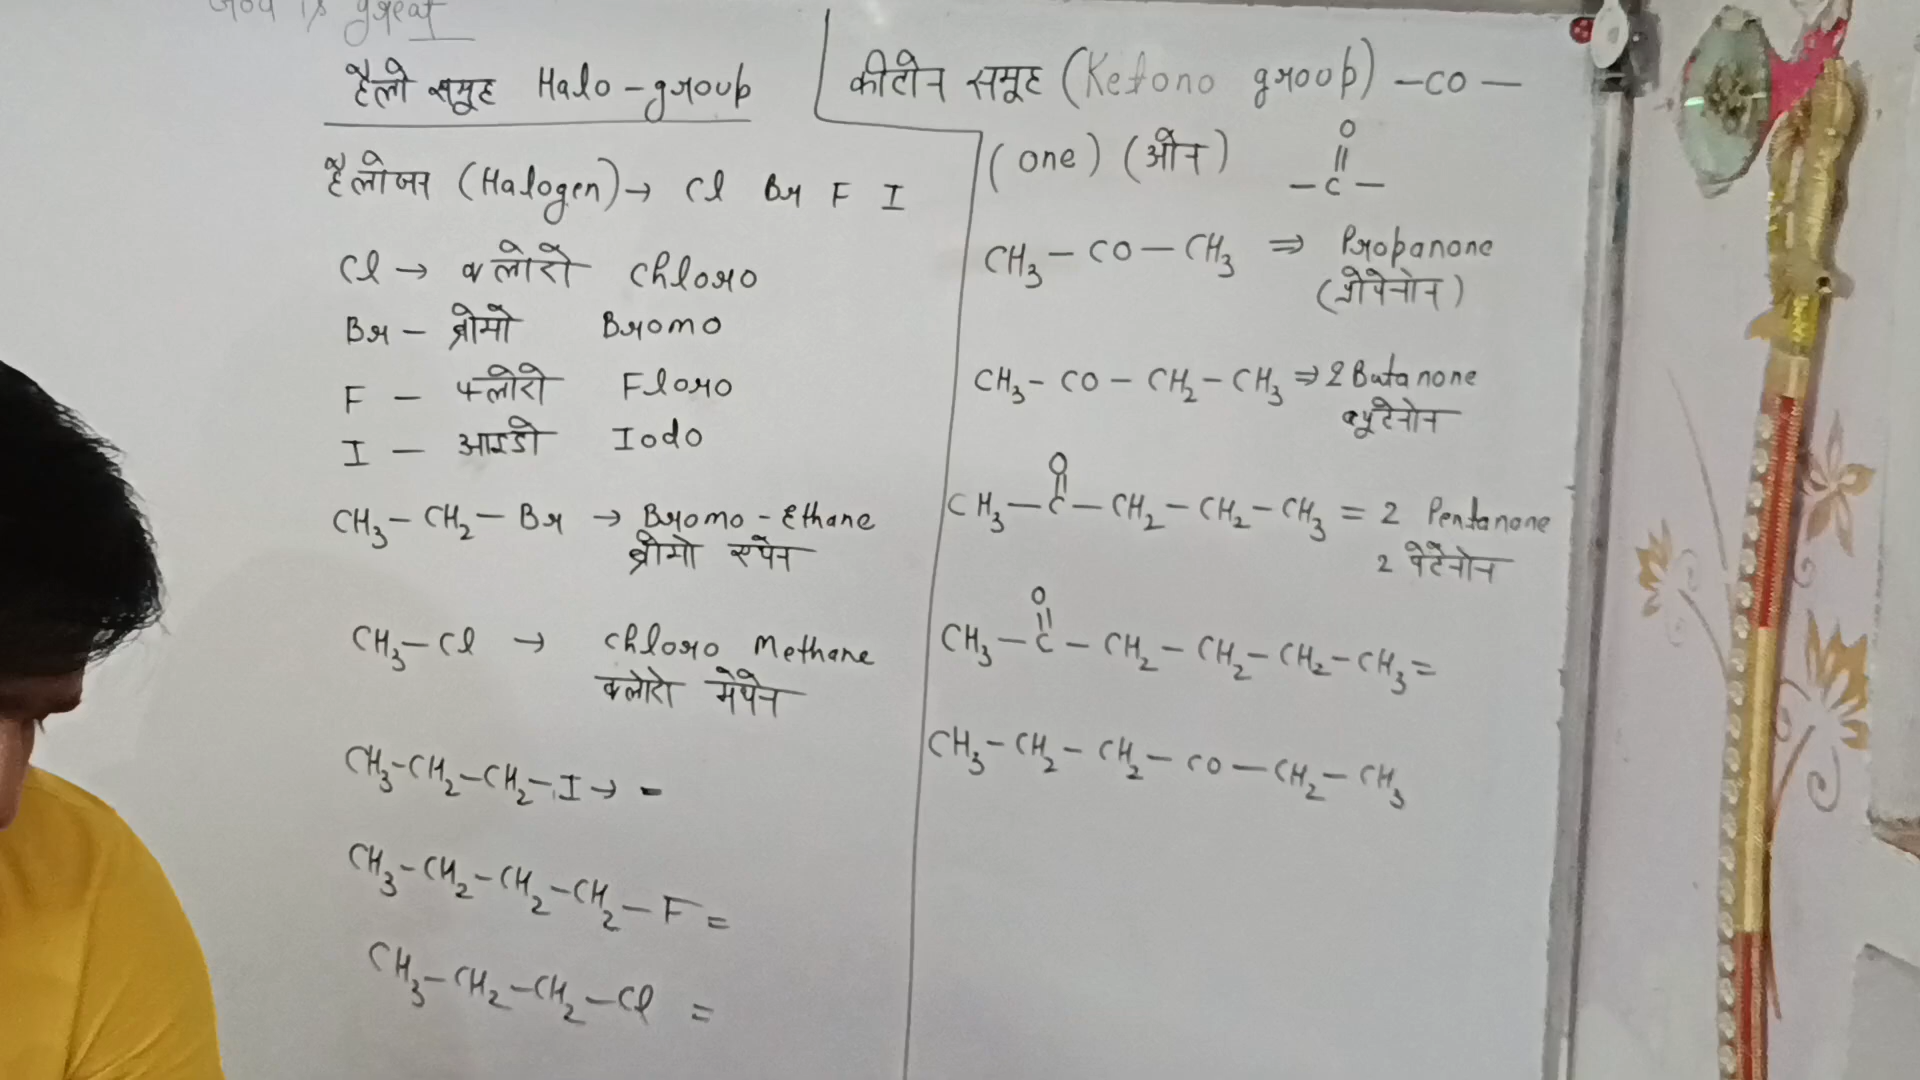 God is great
हैलो समूह Halo-group
हैलोजन (Halogen)→ Cl Br F I
Cl → क्लोरो Chloro
Br – ब्रोमो Bromo
F – फ्लोरो Floro
I – आइडो Iodo
CH₃–CH₂–Br → Bromo-Ethane
ब्रोमो एथेन
CH₃–Cl → Chloro Methane
क्लोरो मेथेन
CH₃–CH₂–CH₂–I → -
CH₃–CH₂–CH₂–CH₂–F =
CH₃–CH₂–CH₂–Cl =
कीटोन समूह (Ketono group) –CO–
(one) (ओन)
O
||
–C–
CH₃–CO–CH₃ ⇒ Propanone
(प्रोपेनोन)
CH₃–CO–CH₂–CH₃ ⇒ 2 Butanone
ब्यूटेनोन
O
||
CH₃–C–CH₂–CH₂–CH₃ = 2 Pentanone
2 पेंटेनोन
O
||
CH₃–C–CH₂–CH₂–CH₂–CH₃ =
CH₃–CH₂–CH₂–CO–CH₂–CH₃